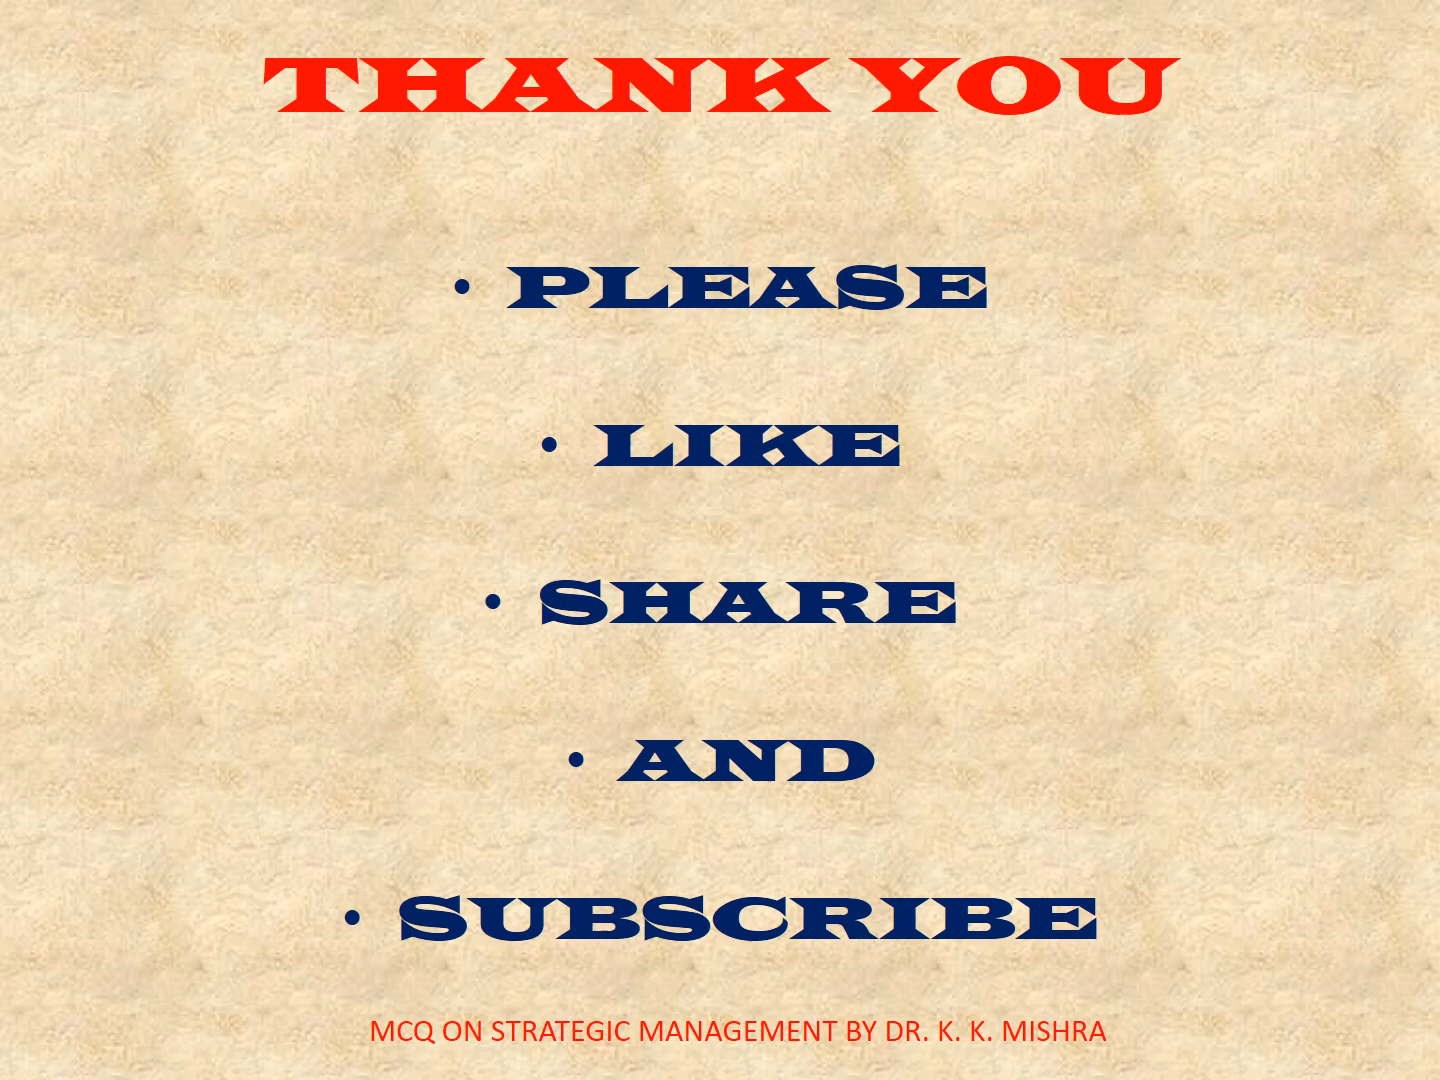 THANK YOU
• PLEASE
• LIKE
• SHARE
• AND
• SUBSCRIBE
MCQ ON STRATEGIC MANAGEMENT BY DR. K. K. MISHRA